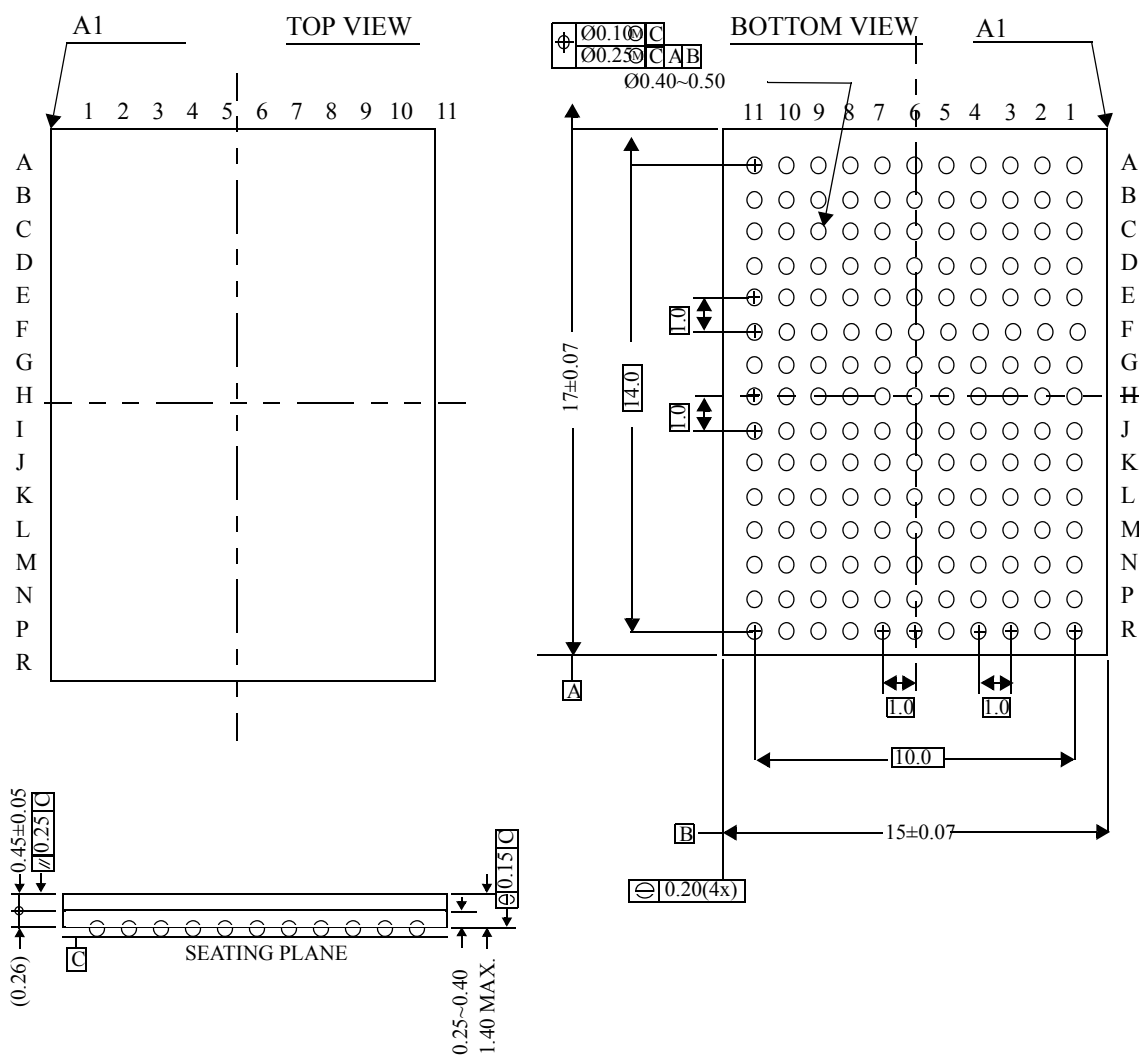 A1
TOP VIEW
1 2 3 4 5 6 7 8 9 10 11
A
B
C
D
E
F
G
H
I
J
K
L
M
N
P
R
Ø0.10Ⓜ C
Ø0.25Ⓜ C A B
Ø0.40~0.50
BOTTOM VIEW
A1
11 10 9 8 7 6 5 4 3 2 1
A
B
C
D
E
F
G
H
J
K
L
M
N
P
R
17±0.07
14.0
1.0
1.0
A
1.0
1.0
10.0
B
15±0.07
0.20(4x)
0.45±0.05
// 0.25 C
(0.26)
C
SEATING PLANE
0.25~0.40
1.40 MAX.
0.15 C